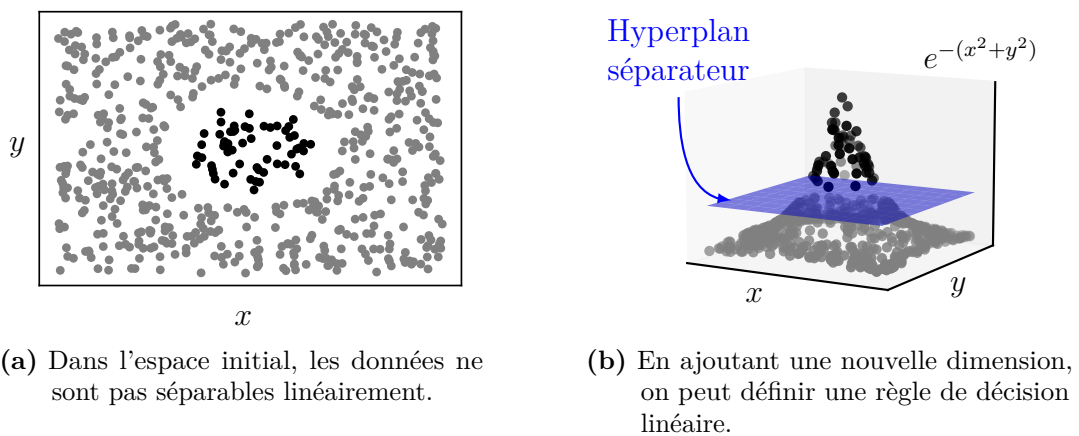 y
x
(a) Dans l'espace initial, les données ne
sont pas séparables linéairement.
Hyperplan
séparateur
e^{-(x^2+y^2)}
x
y
(b) En ajoutant une nouvelle dimension,
on peut définir une règle de décision
linéaire.